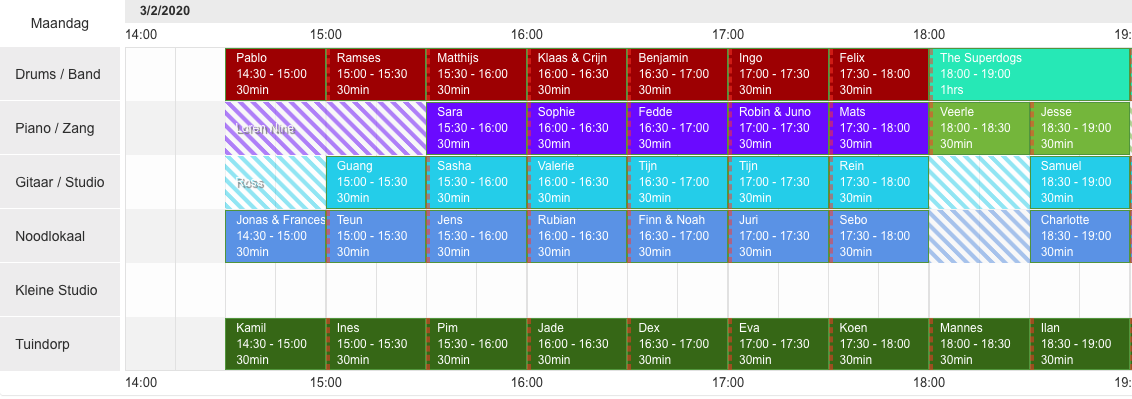 Maandag
3/2/2020
14:00 15:00 16:00 17:00 18:00 19:
Drums / Band
Pablo
14:30 - 15:00
30min
Ramses
15:00 - 15:30
30min
Matthijs
15:30 - 16:00
30min
Klaas & Crijn
16:00 - 16:30
30min
Benjamin
16:30 - 17:00
30min
Ingo
17:00 - 17:30
30min
Felix
17:30 - 18:00
30min
The Superdogs
18:00 - 19:00
1hrs
Piano / Zang
Loren, Nine
Sara
15:30 - 16:00
30min
Sophie
16:00 - 16:30
30min
Fedde
16:30 - 17:00
30min
Robin & Juno
17:00 - 17:30
30min
Mats
17:30 - 18:00
30min
Veerle
18:00 - 18:30
30min
Jesse
18:30 - 19:00
30min
Gitaar / Studio
Ross
Guang
15:00 - 15:30
30min
Sasha
15:30 - 16:00
30min
Valerie
16:00 - 16:30
30min
Tijn
16:30 - 17:00
30min
Tijn
17:00 - 17:30
30min
Rein
17:30 - 18:00
30min
Samuel
18:30 - 19:00
30min
Noodlokaal
Jonas & Frances
14:30 - 15:00
30min
Teun
15:00 - 15:30
30min
Jens
15:30 - 16:00
30min
Rubian
16:00 - 16:30
30min
Finn & Noah
16:30 - 17:00
30min
Juri
17:00 - 17:30
30min
Sebo
17:30 - 18:00
30min
Charlotte
18:30 - 19:00
30min
Kleine Studio
Tuindorp
Kamil
14:30 - 15:00
30min
Ines
15:00 - 15:30
30min
Pim
15:30 - 16:00
30min
Jade
16:00 - 16:30
30min
Dex
16:30 - 17:00
30min
Eva
17:00 - 17:30
30min
Koen
17:30 - 18:00
30min
Mannes
18:00 - 18:30
30min
Ilan
18:30 - 19:00
30min
14:00 15:00 16:00 17:00 18:00 19: